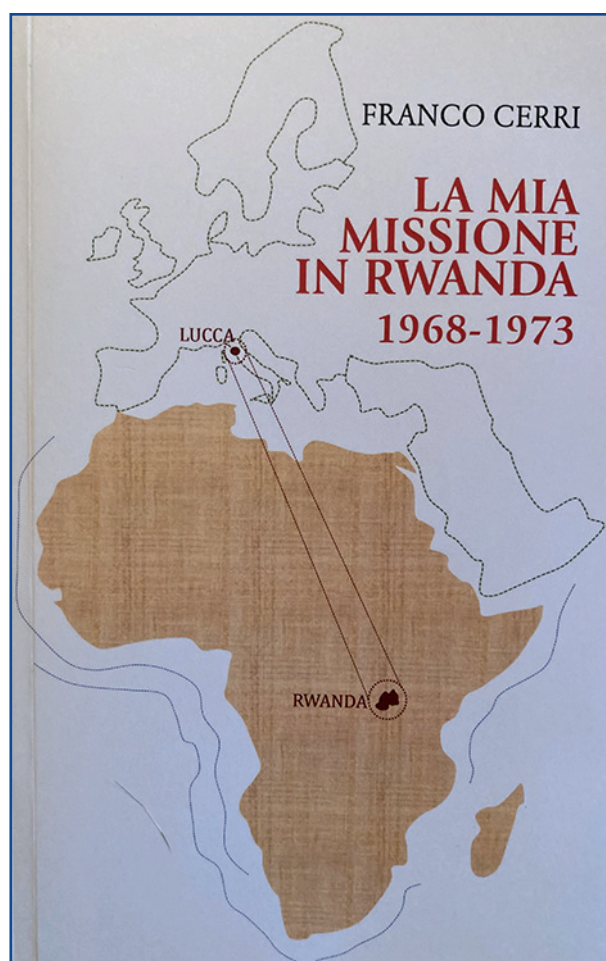 FRANCO CERRI
LA MIA
MISSIONE
IN RWANDA
1968-1973
LUCCA
RWANDA